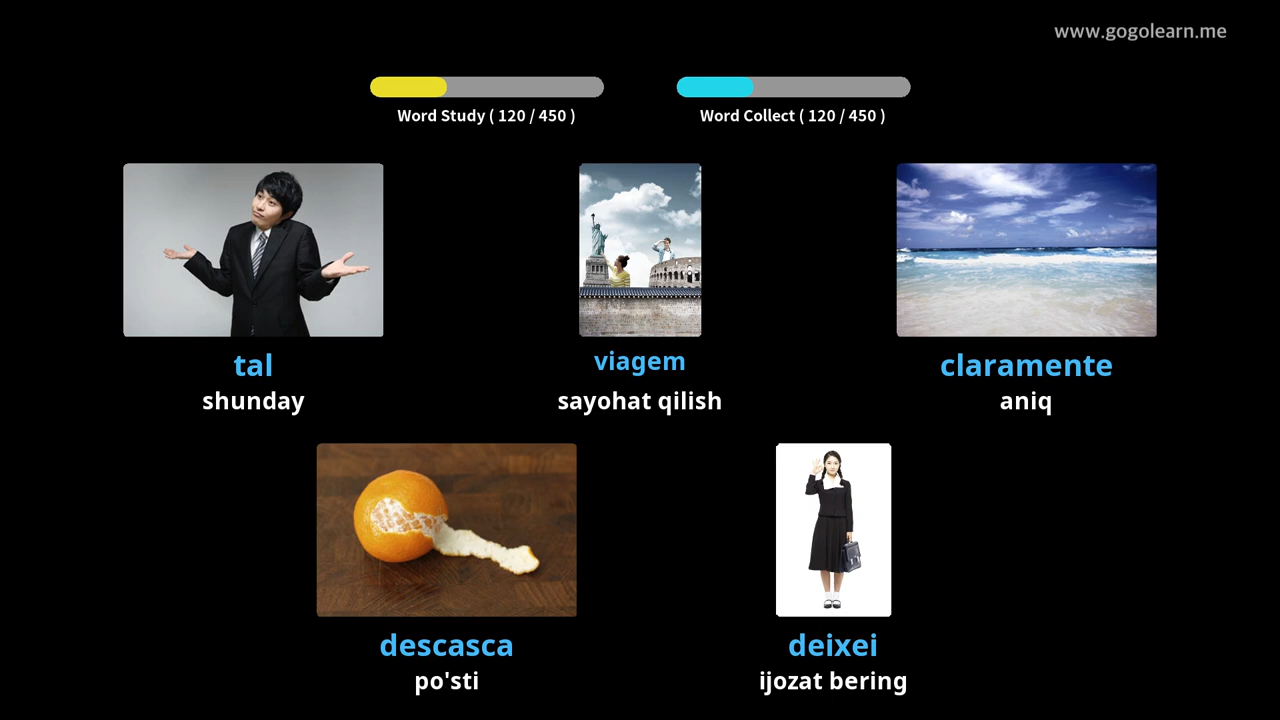 www.gogolearn.me
Word Study ( 120 / 450 )
Word Collect ( 120 / 450 )
tal
shunday
viagem
sayohat qilish
claramente
aniq
descasca
po'sti
deixei
ijozat bering